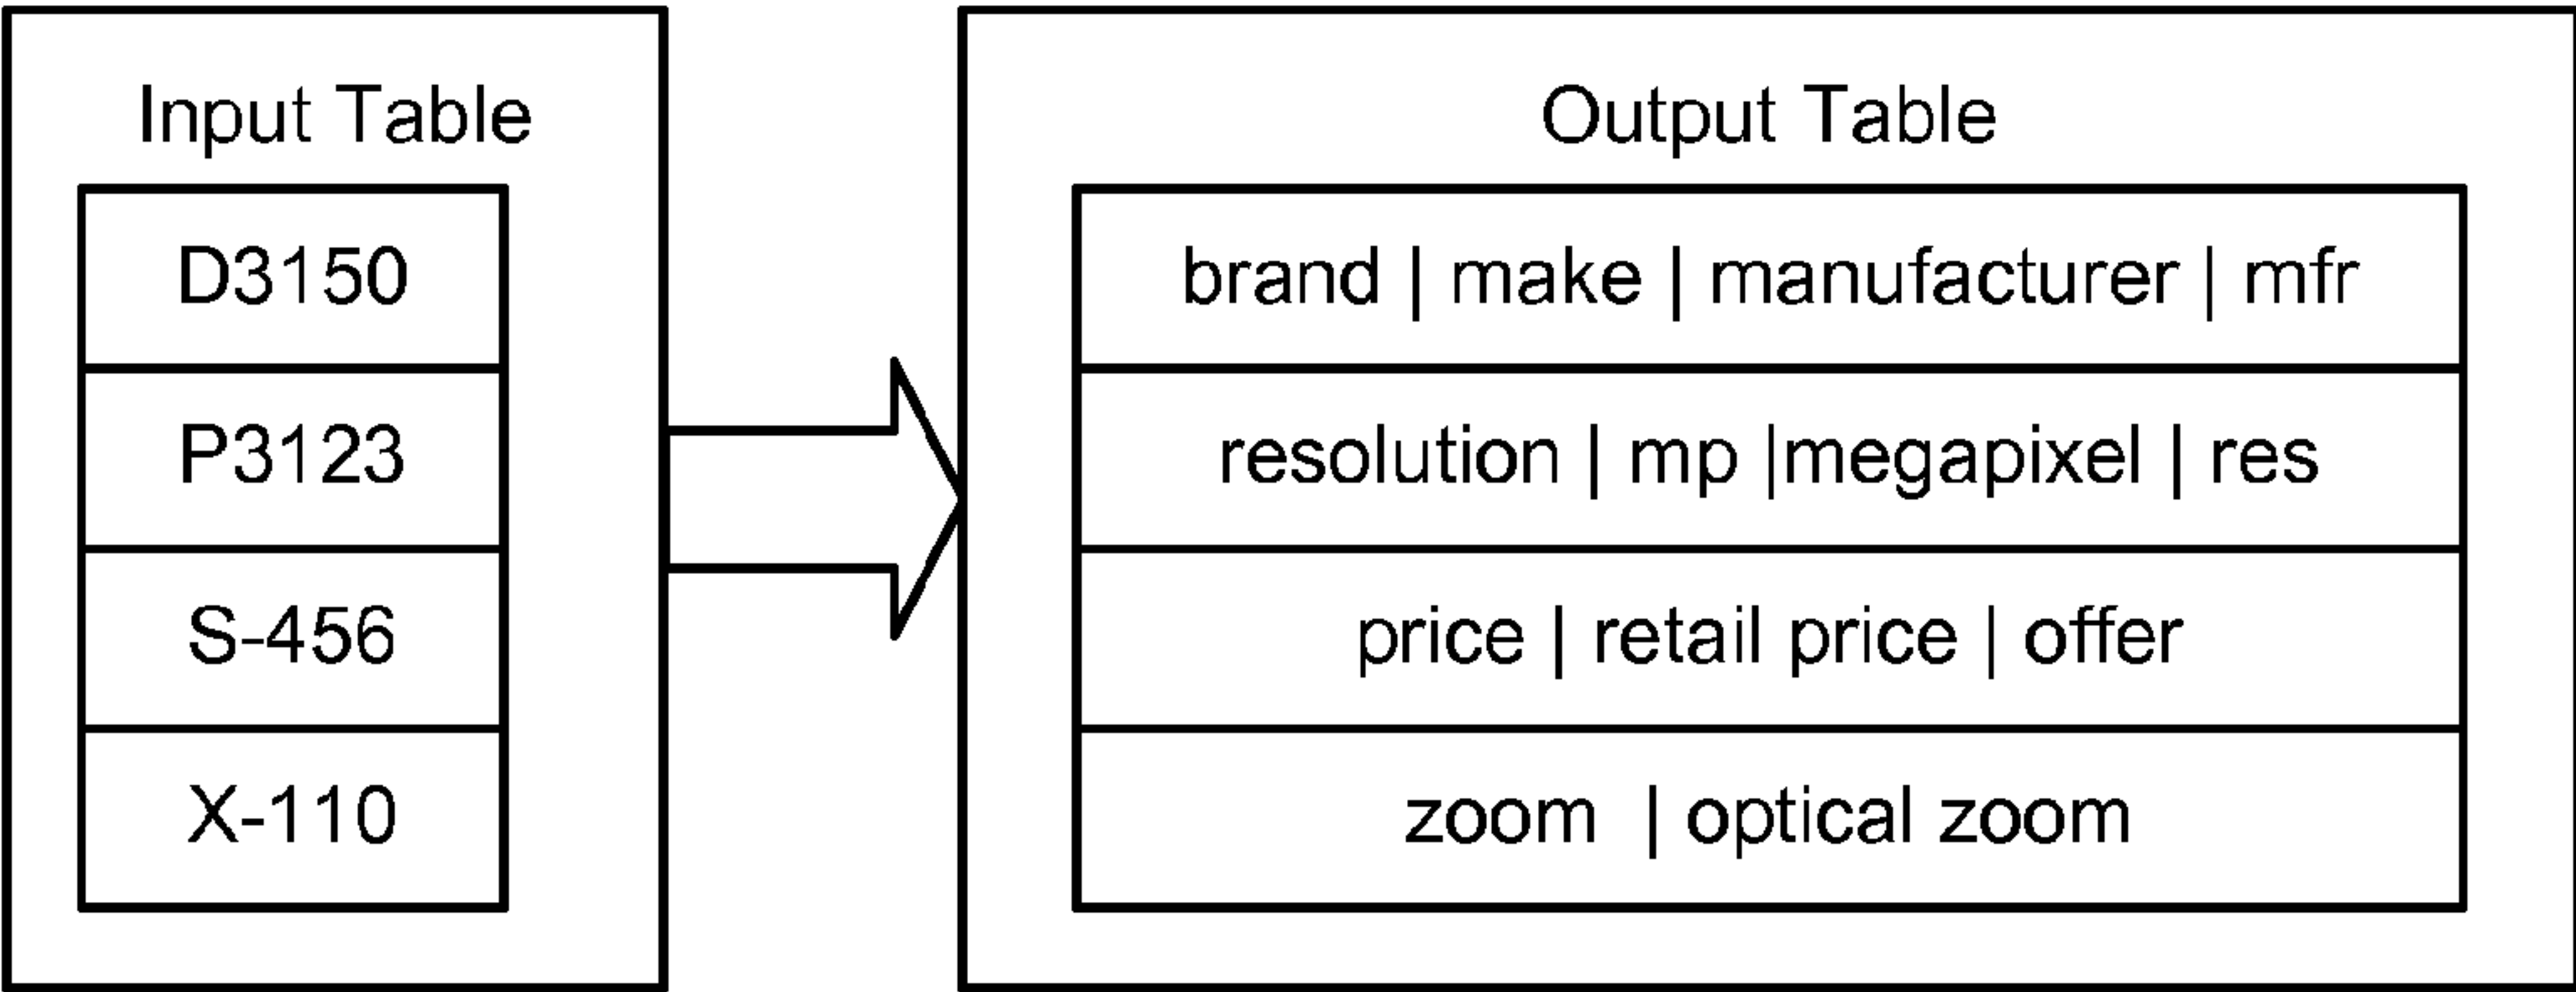 Input Table
D3150
P3123
S-456
X-110
Output Table
brand | make | manufacturer | mfr
resolution | mp |megapixel | res
price | retail price | offer
zoom | optical zoom